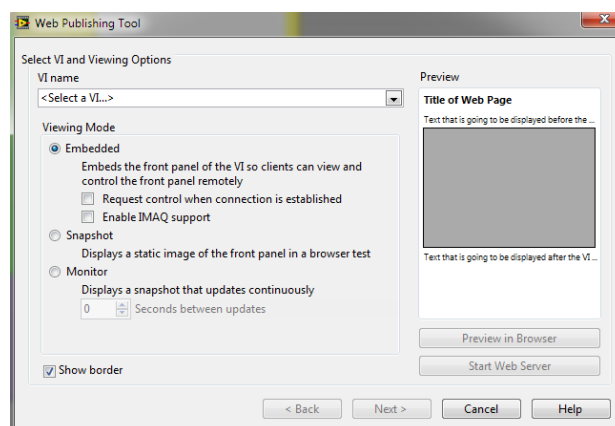 Web Publishing Tool
Select VI and Viewing Options
VI name
<Select a VI...>
Viewing Mode
Embedded
Embeds the front panel of the VI so clients can view and
control the front panel remotely
Request control when connection is established
Enable IMAQ support
Snapshot
Displays a static image of the front panel in a browser test
Monitor
Displays a snapshot that updates continuously
0 Seconds between updates
Show border
Preview
Title of Web Page
Text that is going to be displayed before the ...
Text that is going to be displayed after the VI ...
Preview in Browser
Start Web Server
< Back Next > Cancel Help